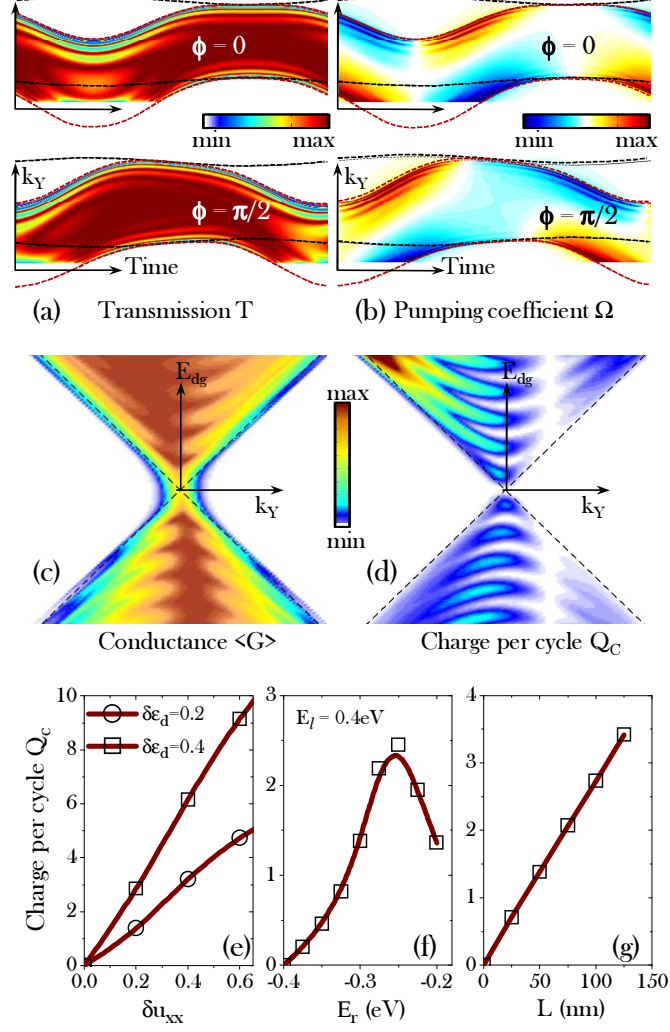 ϕ = 0
ϕ = 0
min max
min max
k_Y
ϕ = π/2
ϕ = π/2
Time
Time
(a) Transmission T
(b) Pumping coefficient Ω
E_dg
E_dg
max
min
k_Y
k_Y
(c)
(d)
Conductance <G>
Charge per cycle Q_C
Charge per cycle Q_c
10
8
6
4
2
0
δε_d=0.2
δε_d=0.4
0.0 0.2 0.4 0.6
δu_xx
(e)
3
2
1
0
E_l = 0.4eV
-0.4 -0.3 -0.2
E_r (eV)
(f)
4
3
2
1
0
0 50 100 150
L (nm)
(g)